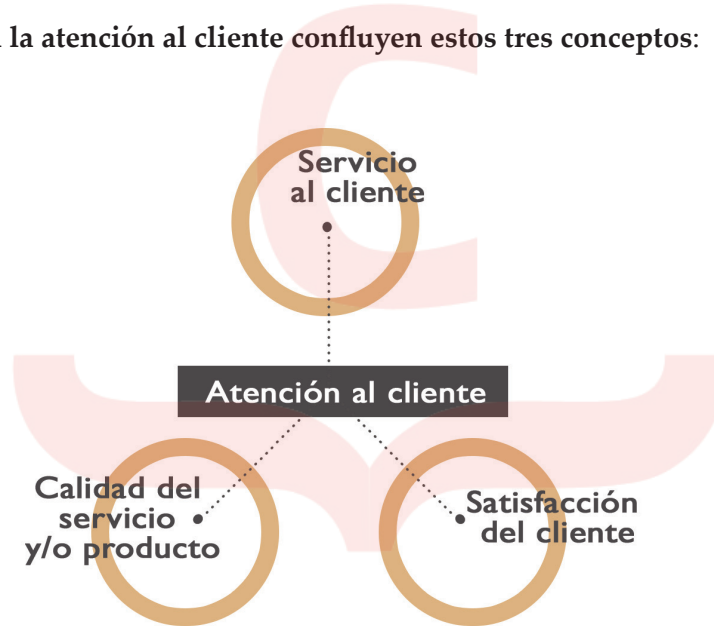 la atención al cliente confluyen estos tres conceptos:
Servicio
al cliente
Atención al cliente
Calidad del
servicio
y/o producto
Satisfacción
del cliente